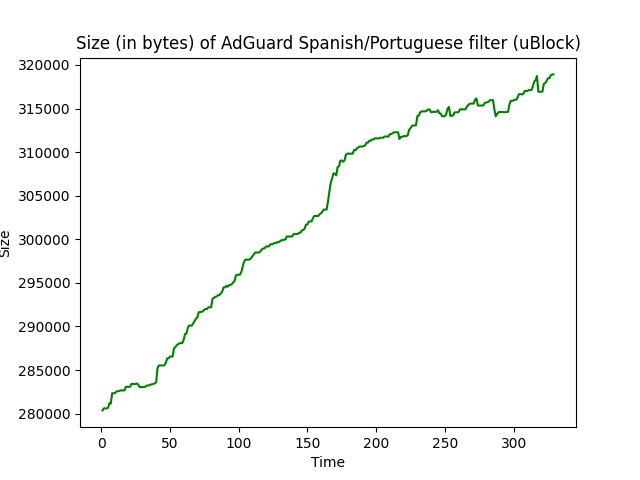 Size (in bytes) of AdGuard Spanish/Portuguese filter (uBlock)
320000
315000
310000
305000
300000
295000
290000
285000
280000
Size
0 50 100 150 200 250 300
Time